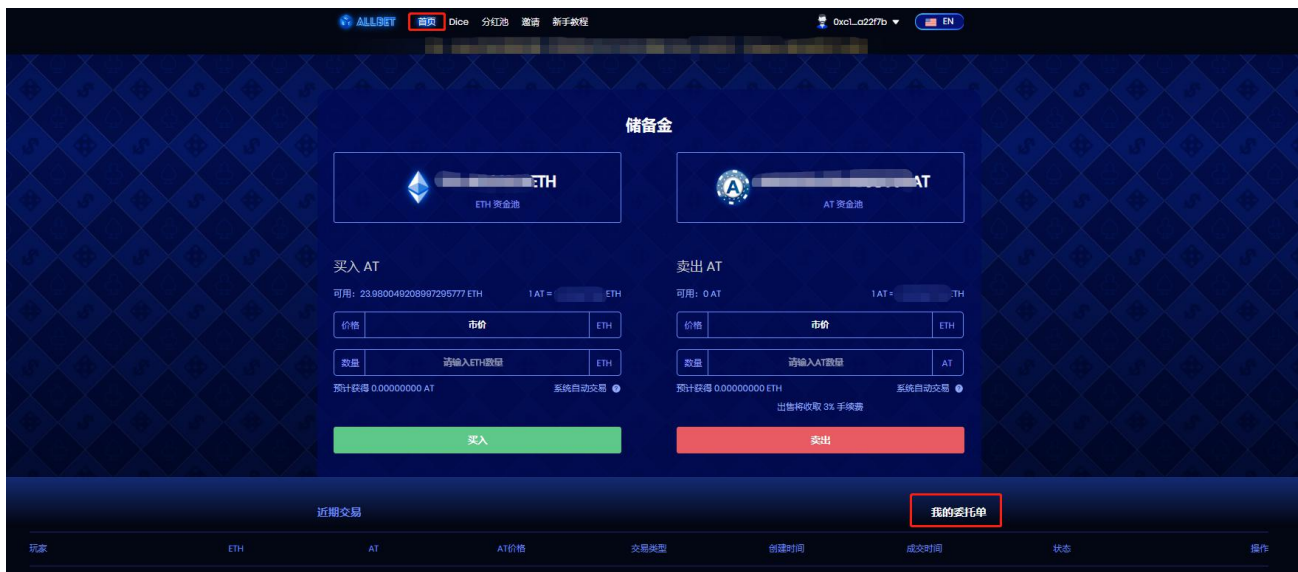 ALLBET 首页 Dice 分红池 邀请 新手教程 0xc1_a22f7b EN
储备金
ETH AT
ETH 资金池 AT 资金池
买入 AT 卖出 AT
可用：23.980049208997295777 ETH 1 AT = ETH 可用：0 AT 1 AT =
价格 市价 ETH 价格 市价 ETH
数量 请输入ETH数量 ETH 数量 请输入AT数量 AT
预计获得 0.00000000 AT 系统自动交易 预计获得 0.00000000 ETH 系统自动交易
出售将收取 3% 手续费
买入 卖出
近期交易 我的委托单
玩家 ETH AT AT价格 交易类型 创建时间 成交时间 状态 操作